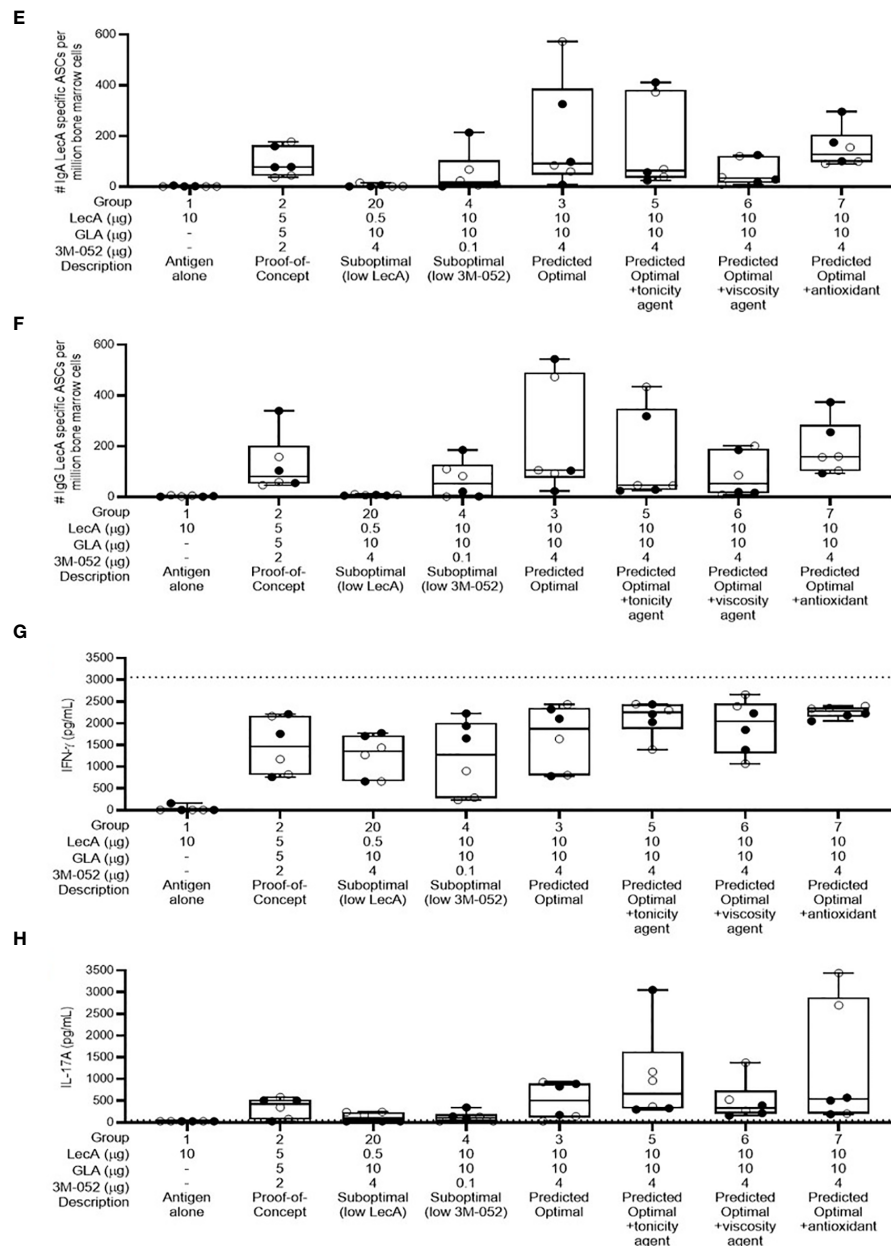 E
# IgA LecA specific ASCs per
million bone marrow cells
600
400
200
0
Group 1 2 20 4 3 5 6 7
LecA (µg) 10 5 0.5 10 10 10 10 10
GLA (µg) - 5 10 10 10 10 10 10
3M-052 (µg) - 2 4 0.1 4 4 4 4
Description Antigen Proof-of- Suboptimal Suboptimal Predicted Predicted Predicted Predicted
alone Concept (low LecA) (low 3M-052) Optimal Optimal Optimal Optimal
+tonicity +viscosity +antioxidant
agent agent
F
# IgG LecA specific ASCs per
million bone marrow cells
600
400
200
0
Group 1 2 20 4 3 5 6 7
LecA (µg) 10 5 0.5 10 10 10 10 10
GLA (µg) - 5 10 10 10 10 10 10
3M-052 (µg) - 2 4 0.1 4 4 4 4
Description Antigen Proof-of- Suboptimal Suboptimal Predicted Predicted Predicted Predicted
alone Concept (low LecA) (low 3M-052) Optimal Optimal Optimal Optimal
+tonicity +viscosity +antioxidant
agent agent
G
IFN-γ (pg/mL)
3500
3000
2500
2000
1500
1000
500
0
Group 1 2 20 4 3 5 6 7
LecA (µg) 10 5 0.5 10 10 10 10 10
GLA (µg) - 5 10 10 10 10 10 10
3M-052 (µg) - 2 4 0.1 4 4 4 4
Description Antigen Proof-of- Suboptimal Suboptimal Predicted Predicted Predicted Predicted
alone Concept (low LecA) (low 3M-052) Optimal Optimal Optimal Optimal
+tonicity +viscosity +antioxidant
agent agent
H
IL-17A (pg/mL)
3500
3000
2500
2000
1500
1000
500
0
Group 1 2 20 4 3 5 6 7
LecA (µg) 10 5 0.5 10 10 10 10 10
GLA (µg) - 5 10 10 10 10 10 10
3M-052 (µg) - 2 4 0.1 4 4 4 4
Description Antigen Proof-of- Suboptimal Suboptimal Predicted Predicted Predicted Predicted
alone Concept (low LecA) (low 3M-052) Optimal Optimal Optimal Optimal
+tonicity +viscosity +antioxidant
agent agent